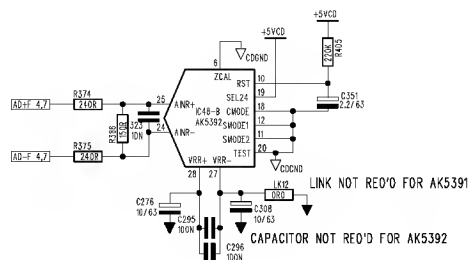 +5VCD
+5VCD
R405
220K
6
CDGND
ZCAL
10
RST
19
SEL24
C351
2.2/63
R374
240R
25
AINR+
IC48-B
AK5392
18
CMODE
AD+F 4,7
R386
150R
323
10N
24
AINR-
12
SMODE1
11
SMODE2
20
TEST
AD-F 4,7
R375
240R
VRR+ VRR-
28 27
CDGND
LK12
0R0
LINK NOT REQ'D FOR AK5391
C276
10/63
C295
100N
C308
10/63
CAPACITOR NOT REQ'D FOR AK5392
C296
100N